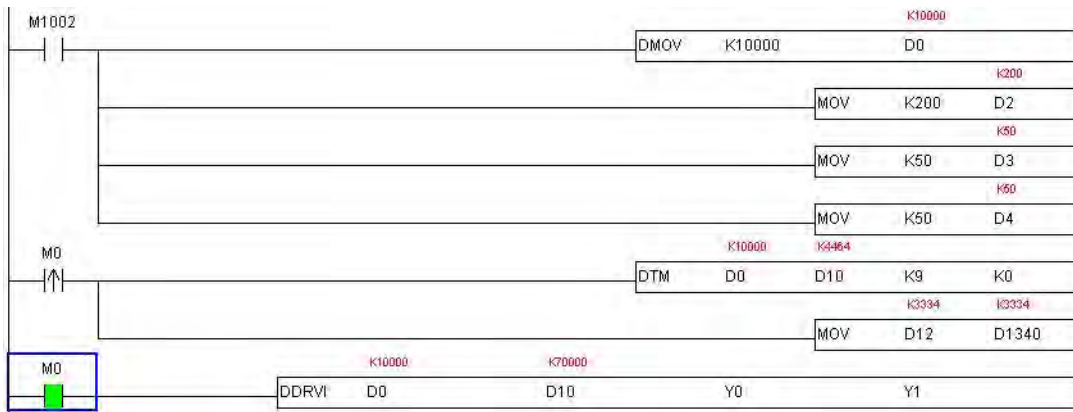 M1002
K10000
DMOV K10000 D0
K200
MOV K200 D2
K50
MOV K50 D3
K50
MOV K50 D4
M0
K10000 K4464
DTM D0 D10 K9 K0
K3334 K3334
MOV D12 D1340
M0
K10000 K70000
DDRVI D0 D10 Y0 Y1